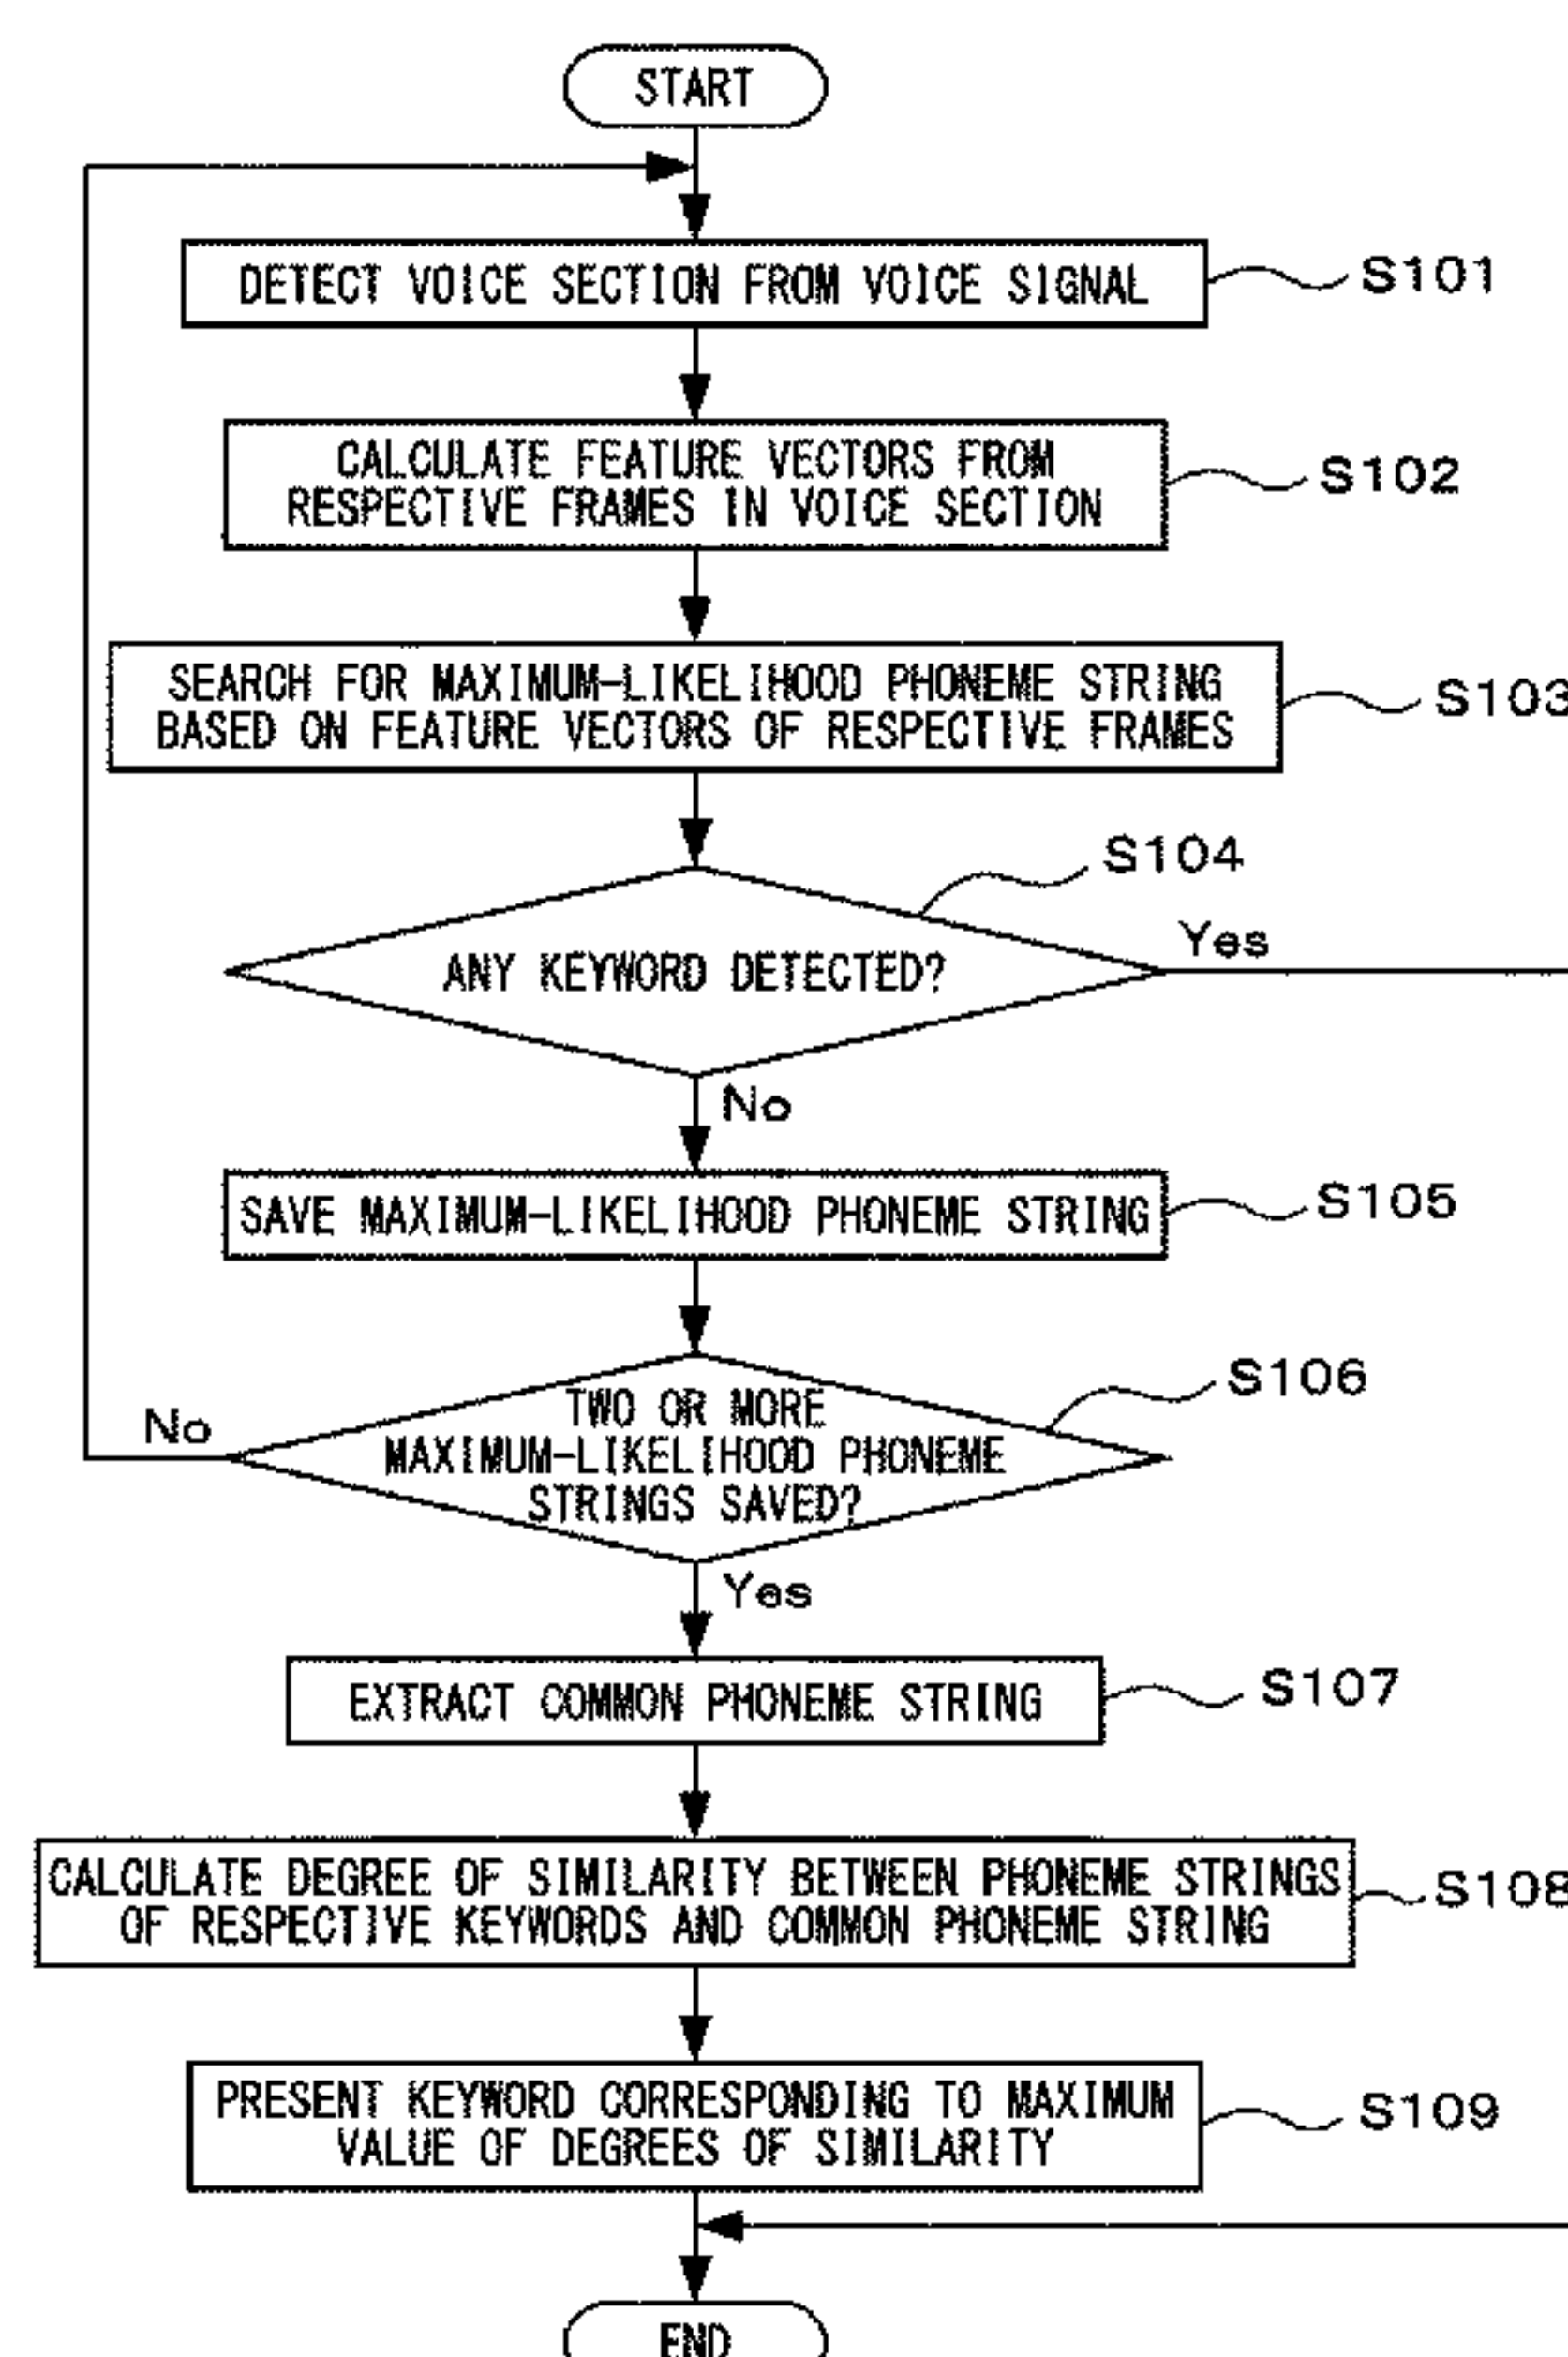 START
DETECT VOICE SECTION FROM VOICE SIGNAL
S101
CALCULATE FEATURE VECTORS FROM
RESPECTIVE FRAMES IN VOICE SECTION
S102
SEARCH FOR MAXIMUM-LIKELIHOOD PHONEME STRING
BASED ON FEATURE VECTORS OF RESPECTIVE FRAMES
S103
S104
ANY KEYWORD DETECTED?
Yes
No
SAVE MAXIMUM-LIKELIHOOD PHONEME STRING
S105
S106
TWO OR MORE
MAXIMUM-LIKELIHOOD PHONEME
STRINGS SAVED?
No
Yes
EXTRACT COMMON PHONEME STRING
S107
CALCULATE DEGREE OF SIMILARITY BETWEEN PHONEME STRINGS
OF RESPECTIVE KEYWORDS AND COMMON PHONEME STRING
S108
PRESENT KEYWORD CORRESPONDING TO MAXIMUM
VALUE OF DEGREES OF SIMILARITY
S109
END